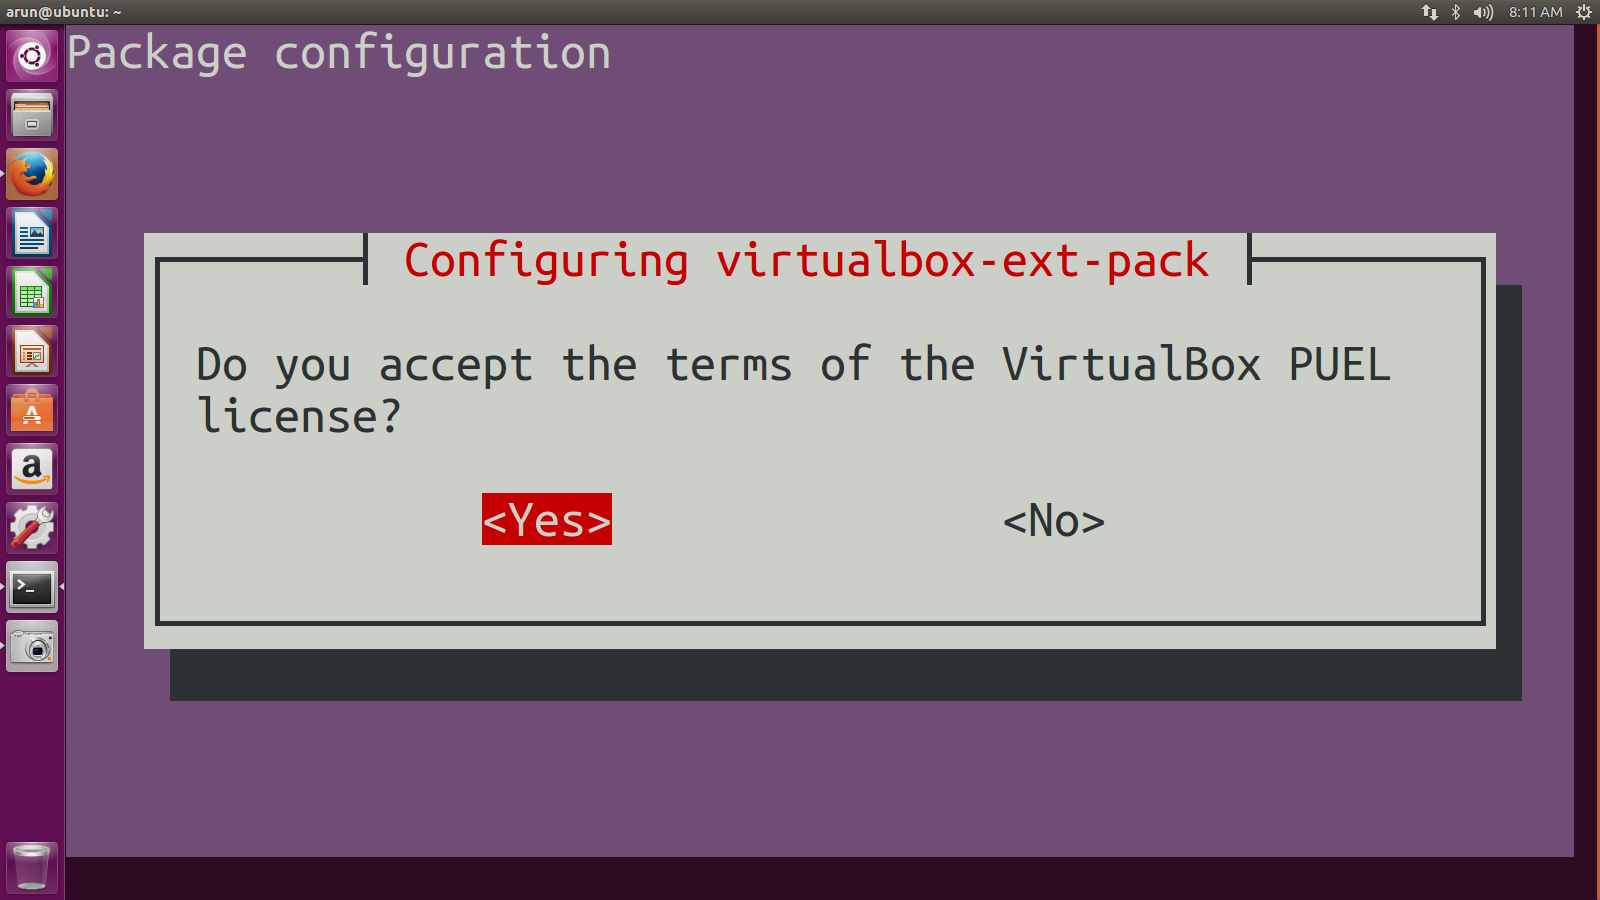 arun@ubuntu: ~
8:11 AM
Package configuration
Configuring virtualbox-ext-pack
Do you accept the terms of the VirtualBox PUEL
license?
<Yes> <No>